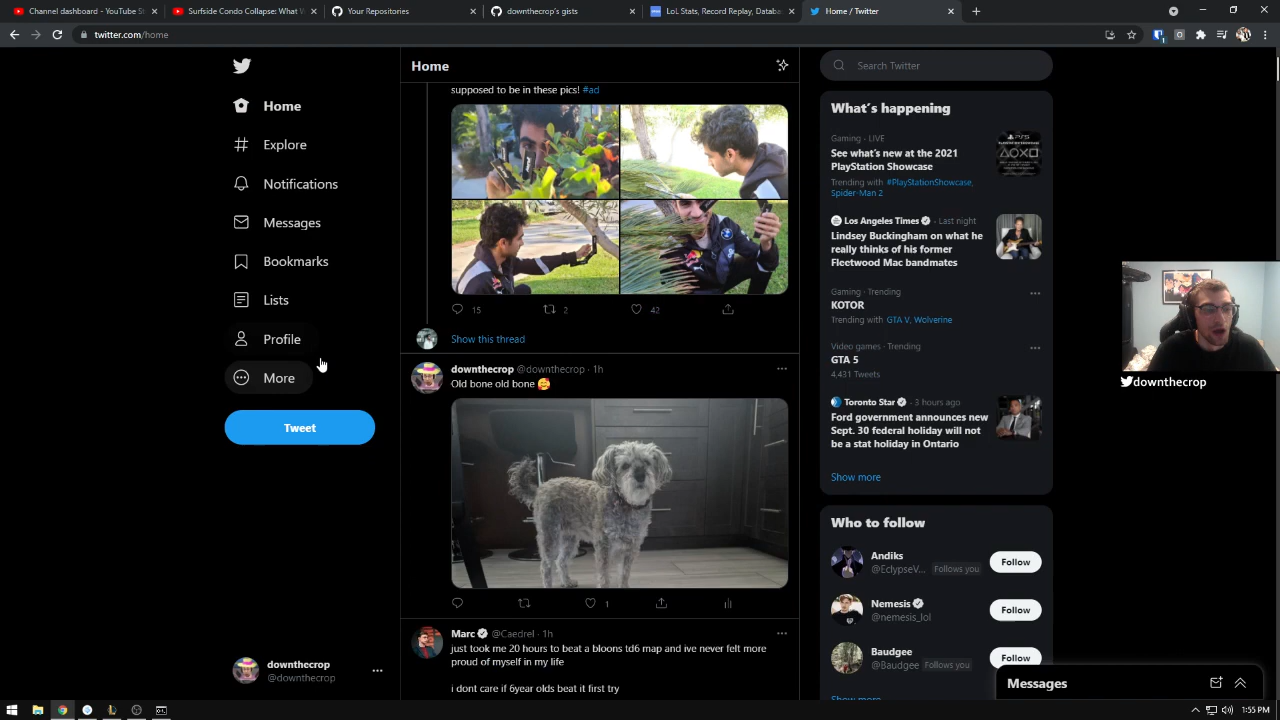 Channel dashboard - YouTube S
Surfside Condo Collapse: What
Your Repositories
downthecrop's gists
LoL Stats, Record Replay, Datab
Home / Twitter
twitter.com/home
Home
Explore
Notifications
Messages
Bookmarks
Lists
Profile
More
Tweet
downthecrop
@downthecrop
Home
supposed to be in these pics! #ad
15
2
42
Show this thread
downthecrop @downthecrop · 1h
Old bone old bone 🥰
1
Marc @Caedrel · 1h
just took me 20 hours to beat a bloons td6 map and ive never felt more
proud of myself in my life
i dont care if 6year olds beat it first try
Search Twitter
What's happening
Gaming · LIVE
See what's new at the 2021
PlayStation Showcase
Trending with #PlayStationShowcase,
Spider-Man 2
Los Angeles Times · Last night
Lindsey Buckingham on what he
really thinks of his former
Fleetwood Mac bandmates
Gaming · Trending
KOTOR
Trending with GTA V, Wolverine
Video games · Trending
GTA 5
4,431 Tweets
Toronto Star · 3 hours ago
Ford government announces new
Sept. 30 federal holiday will not
be a stat holiday in Ontario
Show more
Who to follow
Andiks
@EclypseV... Follows you
Follow
Nemesis
@nemesis_lol
Follow
Baudgee
@Baudgee Follows you
Follow
Show more
Messages
downthecrop
1:55 PM